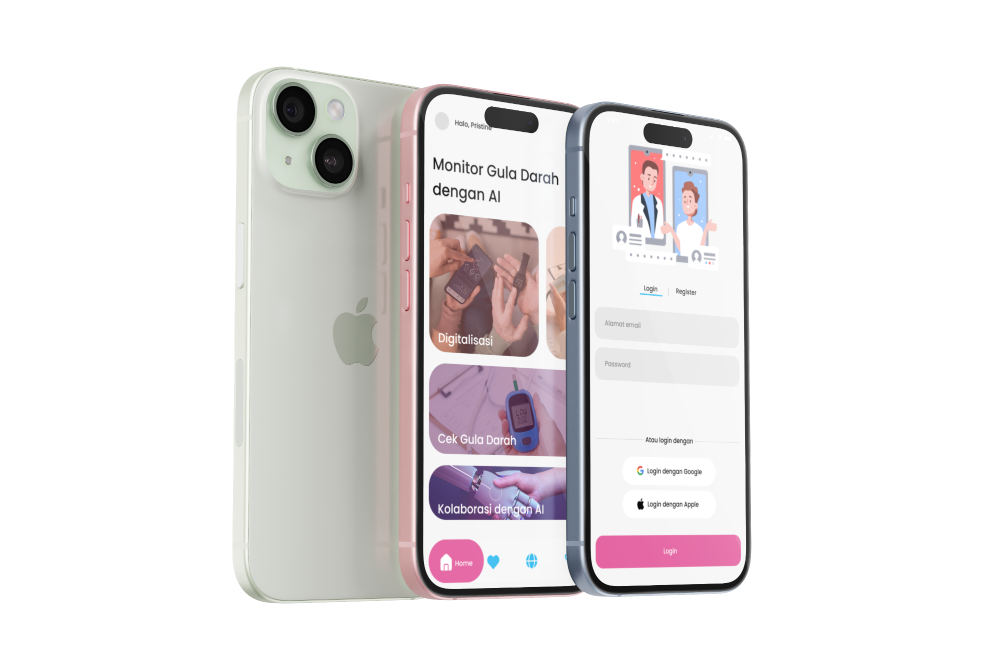 Halo, Pristine
Monitor Gula Darah
dengan AI
Digitalisasi
Cek Gula Darah
Kolaborasi dengan AI
Home
Login
Register
Alamat email
Password
Atau login dengan
Login dengan Google
Login dengan Apple
Login